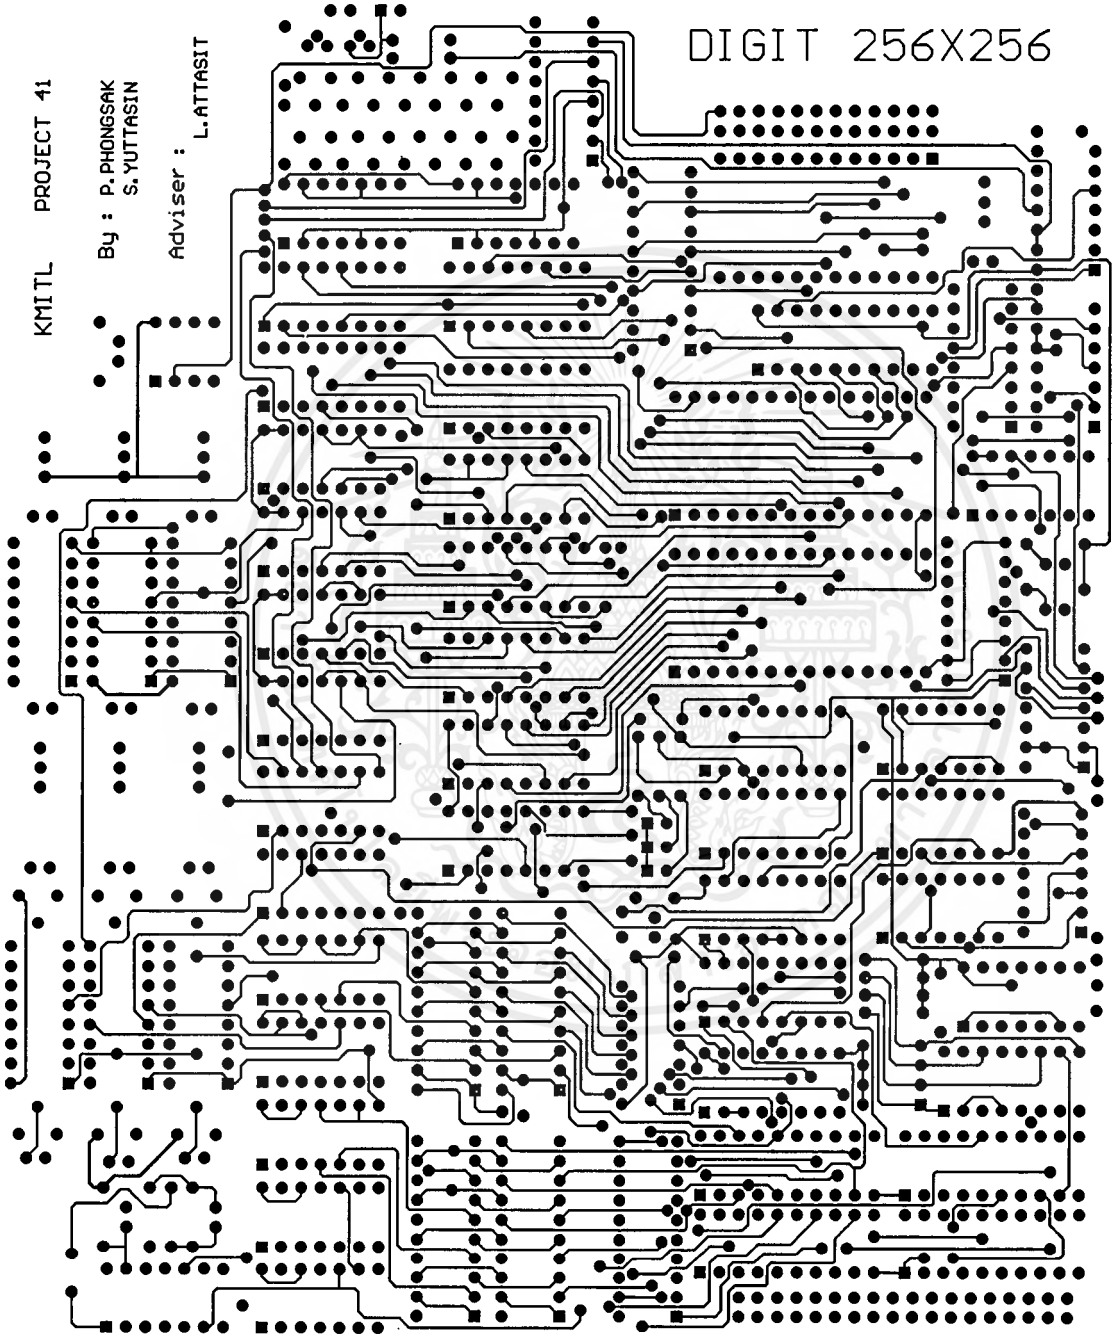 DIGIT 256X256
KMITL PROJECT 41
By : P.PHONGSAK
S.YUTTASIN
Adviser :
L.ATTASIT